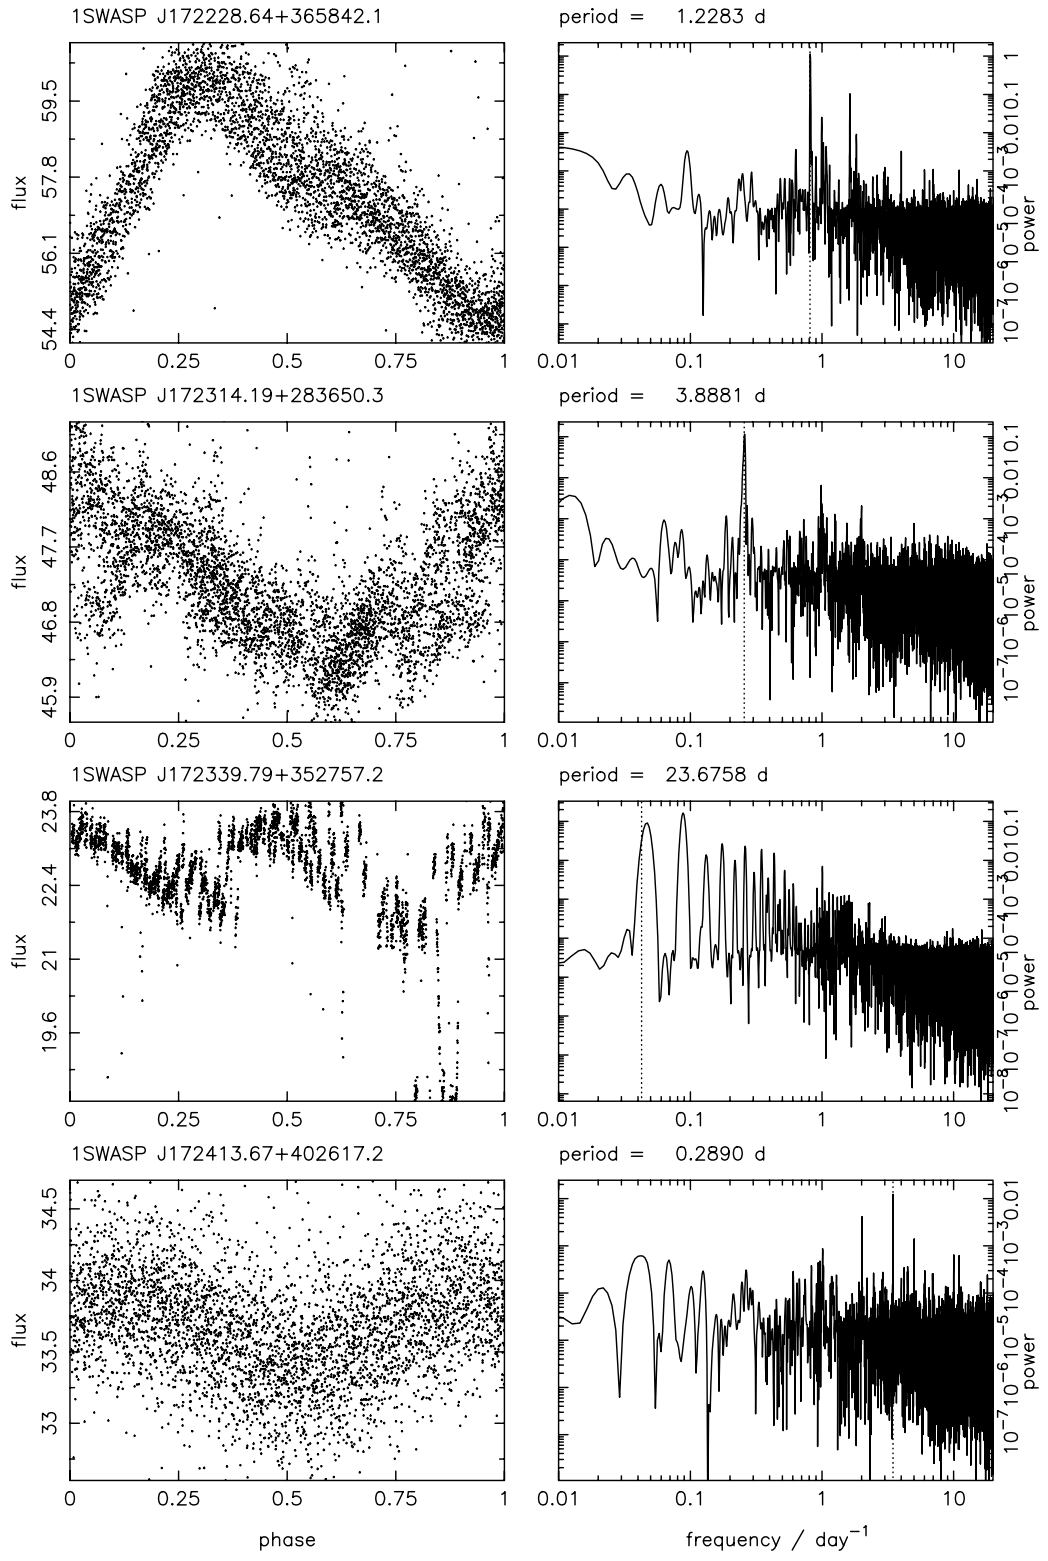 1SWASP J172228.64+365842.1 period = 1.2283 d
flux 54.4 56.1 57.8 59.5
10⁻⁷ 10⁻⁶ 10⁻⁵ 10⁻⁴ 10⁻³ 0.01 0.1 1 power
0 0.25 0.5 0.75 1 0.01 0.1 1 10
1SWASP J172314.19+283650.3 period = 3.8881 d
flux 45.9 46.8 47.7 48.6
10⁻⁷ 10⁻⁶ 10⁻⁵ 10⁻⁴ 10⁻³ 0.01 0.1 power
0 0.25 0.5 0.75 1 0.01 0.1 1 10
1SWASP J172339.79+352757.2 period = 23.6758 d
flux 19.6 21 22.4 23.8
10⁻⁸ 10⁻⁷ 10⁻⁶ 10⁻⁵ 10⁻⁴ 10⁻³ 0.01 0.1 power
0 0.25 0.5 0.75 1 0.01 0.1 1 10
1SWASP J172413.67+402617.2 period = 0.2890 d
flux 33 33.5 34 34.5
10⁻⁷ 10⁻⁶ 10⁻⁵ 10⁻⁴ 10⁻³ 0.01 power
0 0.25 0.5 0.75 1 0.01 0.1 1 10
phase frequency / day⁻¹